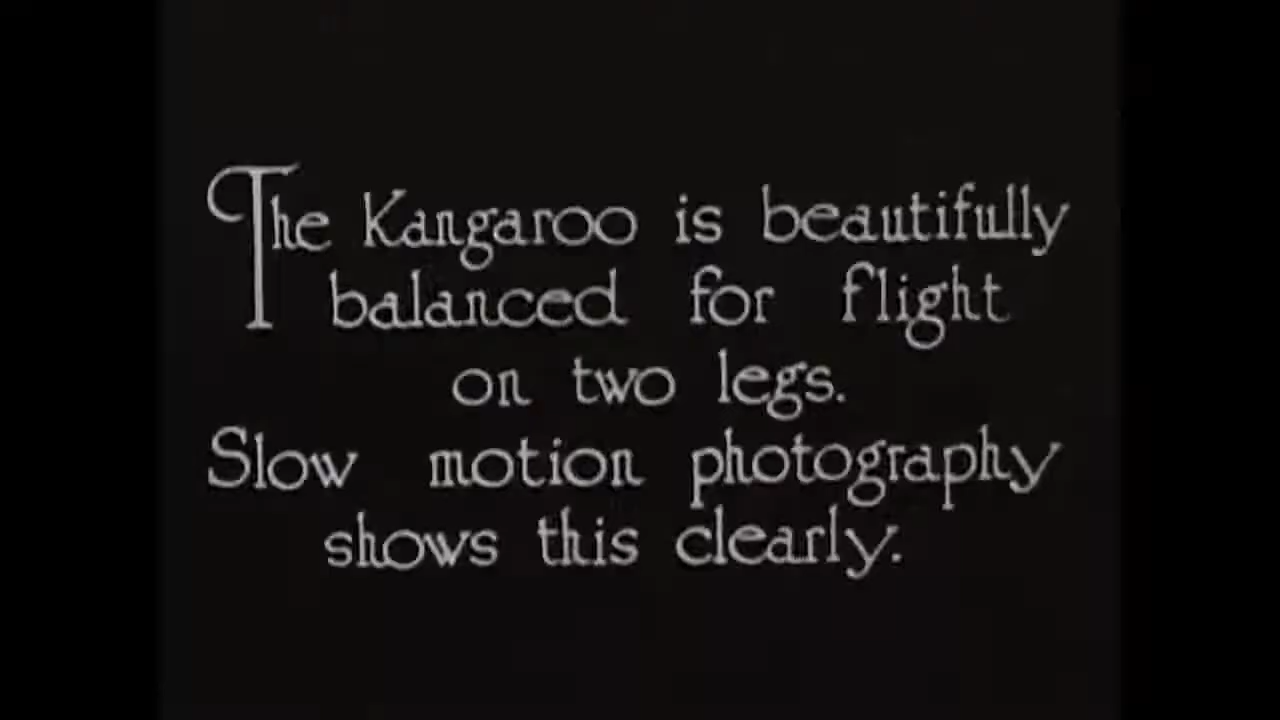 The Kangaroo is beautifully
balanced for flight
on two legs.
Slow motion photography
shows this clearly.